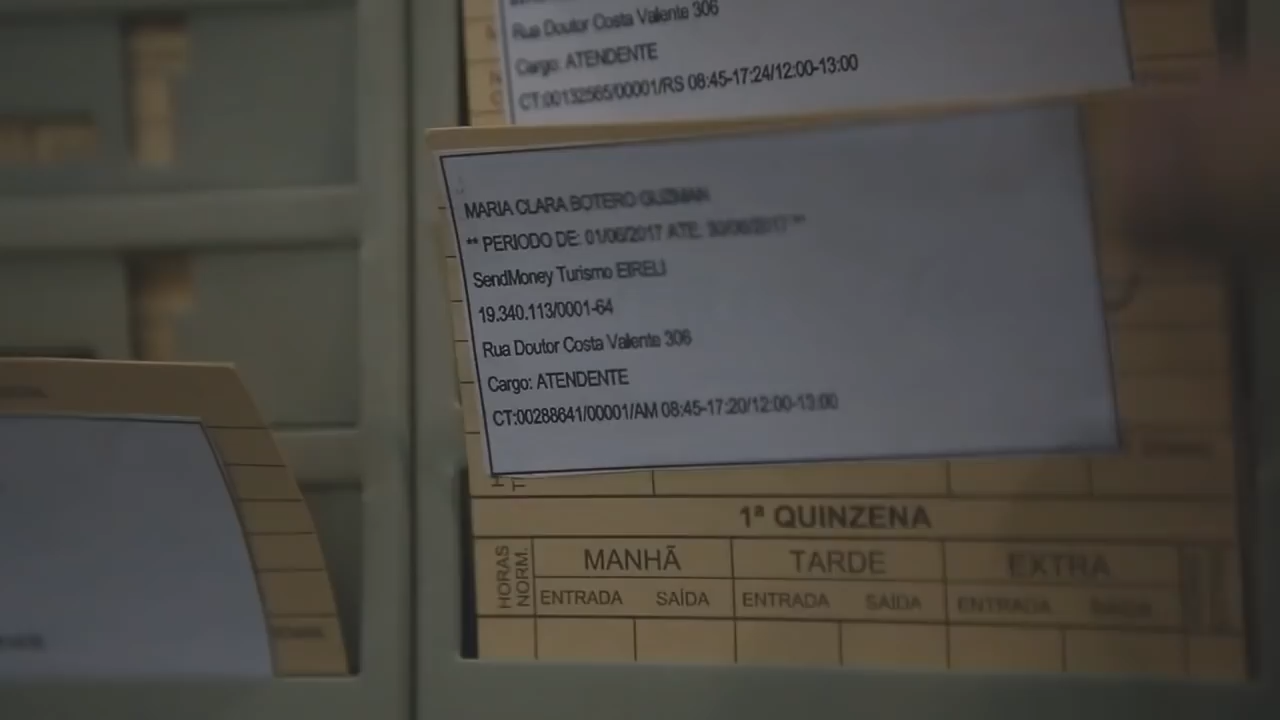 Rua Doutor Costa Valente 306
Cargo: ATENDENTE
CT:00132565/00001/RS 08:45-17:24/12:00-13:00
MARIA CLARA BOTERO GUZMAN
** PERIODO DE: 01/06/2017 ATE: 30/06/2017 **
SendMoney Turismo EIRELI
19.340.113/0001-64
Rua Doutor Costa Valente 306
Cargo: ATENDENTE
CT:00288641/00001/AM 08:45-17:20/12:00-13:00
1ª QUINZENA
HORAS NORM. MANHÃ TARDE EXTRA
ENTRADA SAÍDA ENTRADA SAÍDA ENTRADA